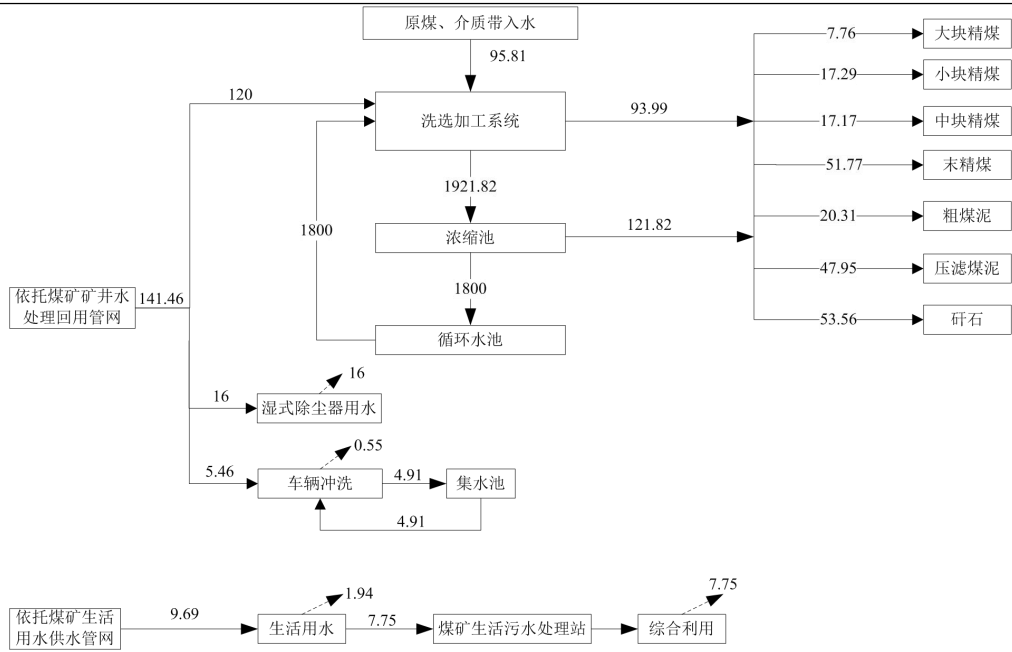 原煤、介质带入水
95.81
120
洗选加工系统
93.99
7.76
大块精煤
17.29
小块精煤
17.17
中块精煤
51.77
末精煤
20.31
粗煤泥
47.95
压滤煤泥
53.56
矸石
1921.82
1800
浓缩池
121.82
1800
循环水池
依托煤矿矿井水
处理回用管网
141.46
16
16
湿式除尘器用水
0.55
5.46
车辆冲洗
4.91
集水池
4.91
依托煤矿生活
用水供水管网
9.69
1.94
生活用水
7.75
煤矿生活污水处理站
7.75
综合利用